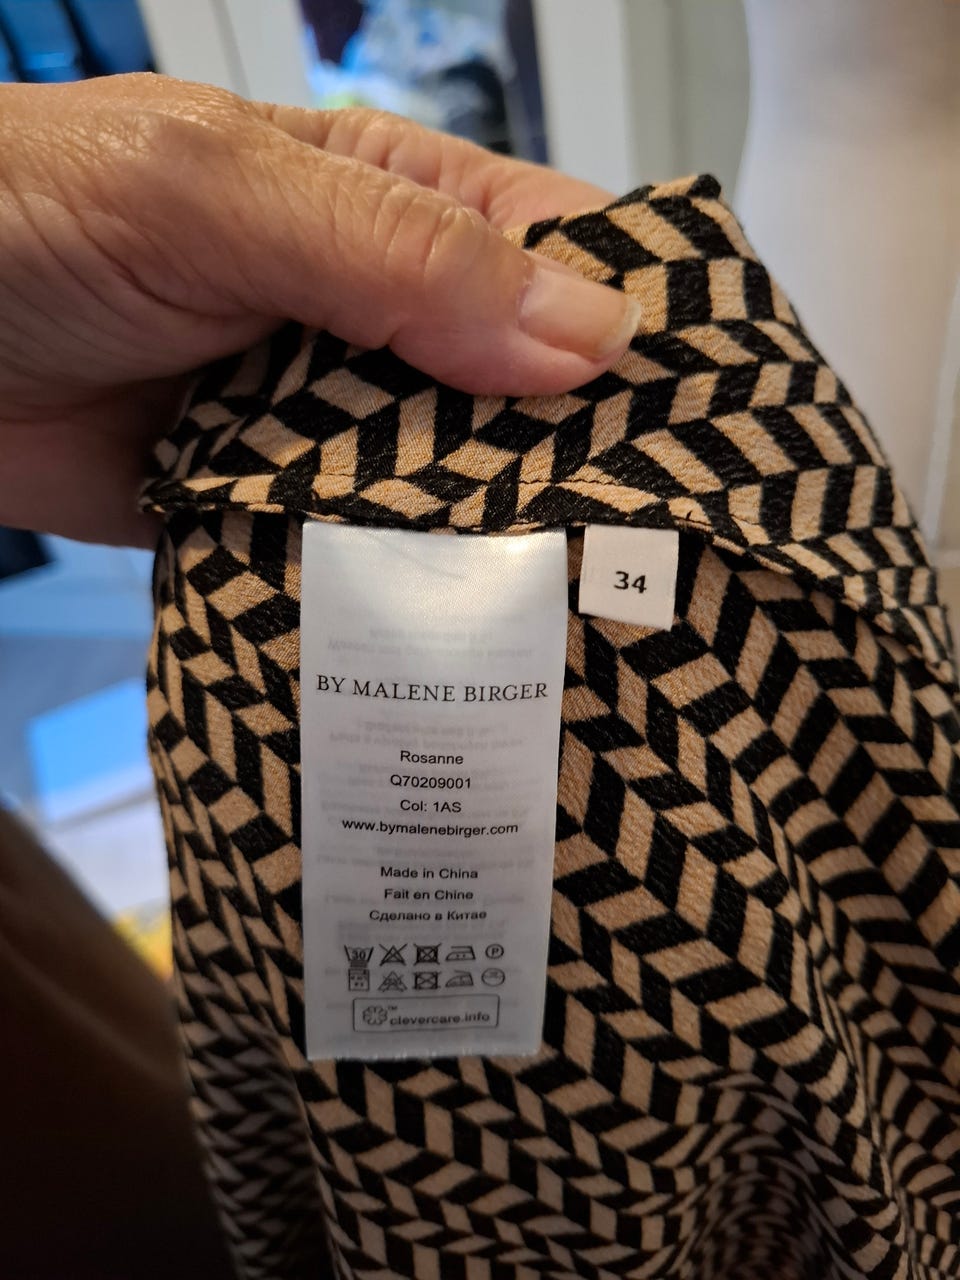 34
BY MALENE BIRGER
Rosanne
Q70209001
Col: 1AS
www.bymalenebirger.com
Made in China
Fait en Chine
Сделано в Китае
30 P
clevercare.info